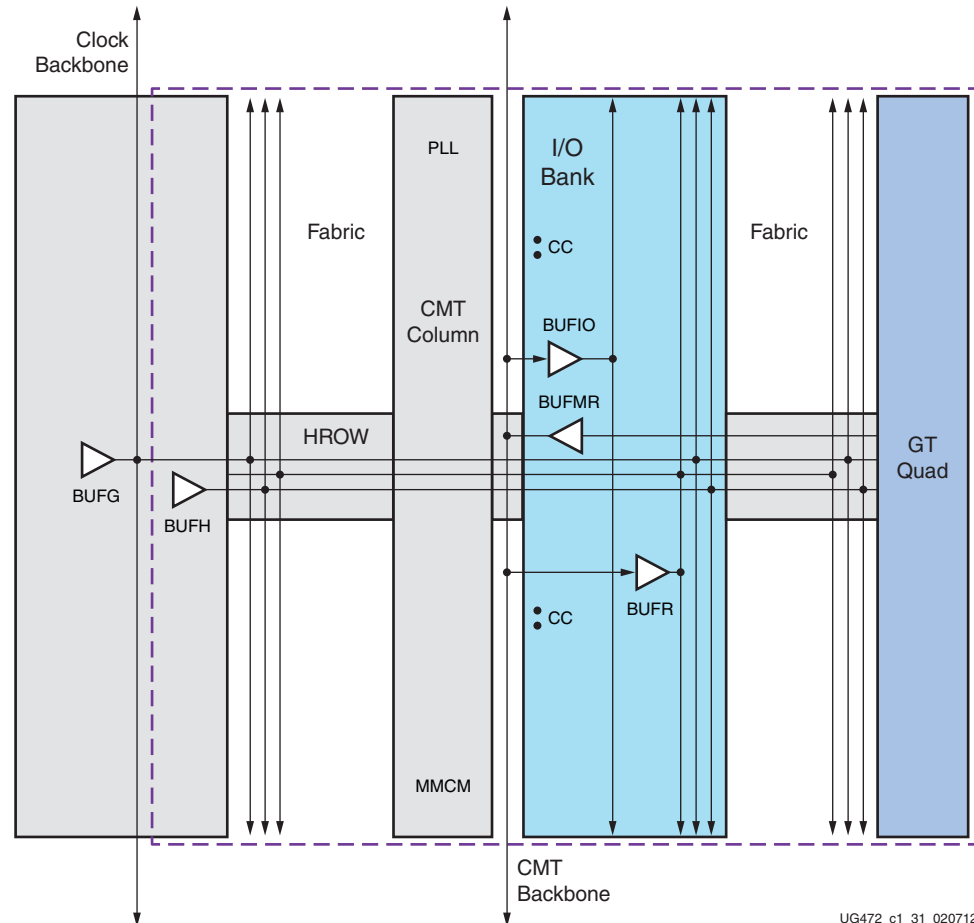 Clock
Backbone
PLL
I/O
Bank
Fabric
Fabric
CC
CMT
Column
BUFIO
BUFMR
HROW
GT
Quad
BUFG
BUFH
BUFR
CC
MMCM
CMT
Backbone
UG472_c1_31_020712